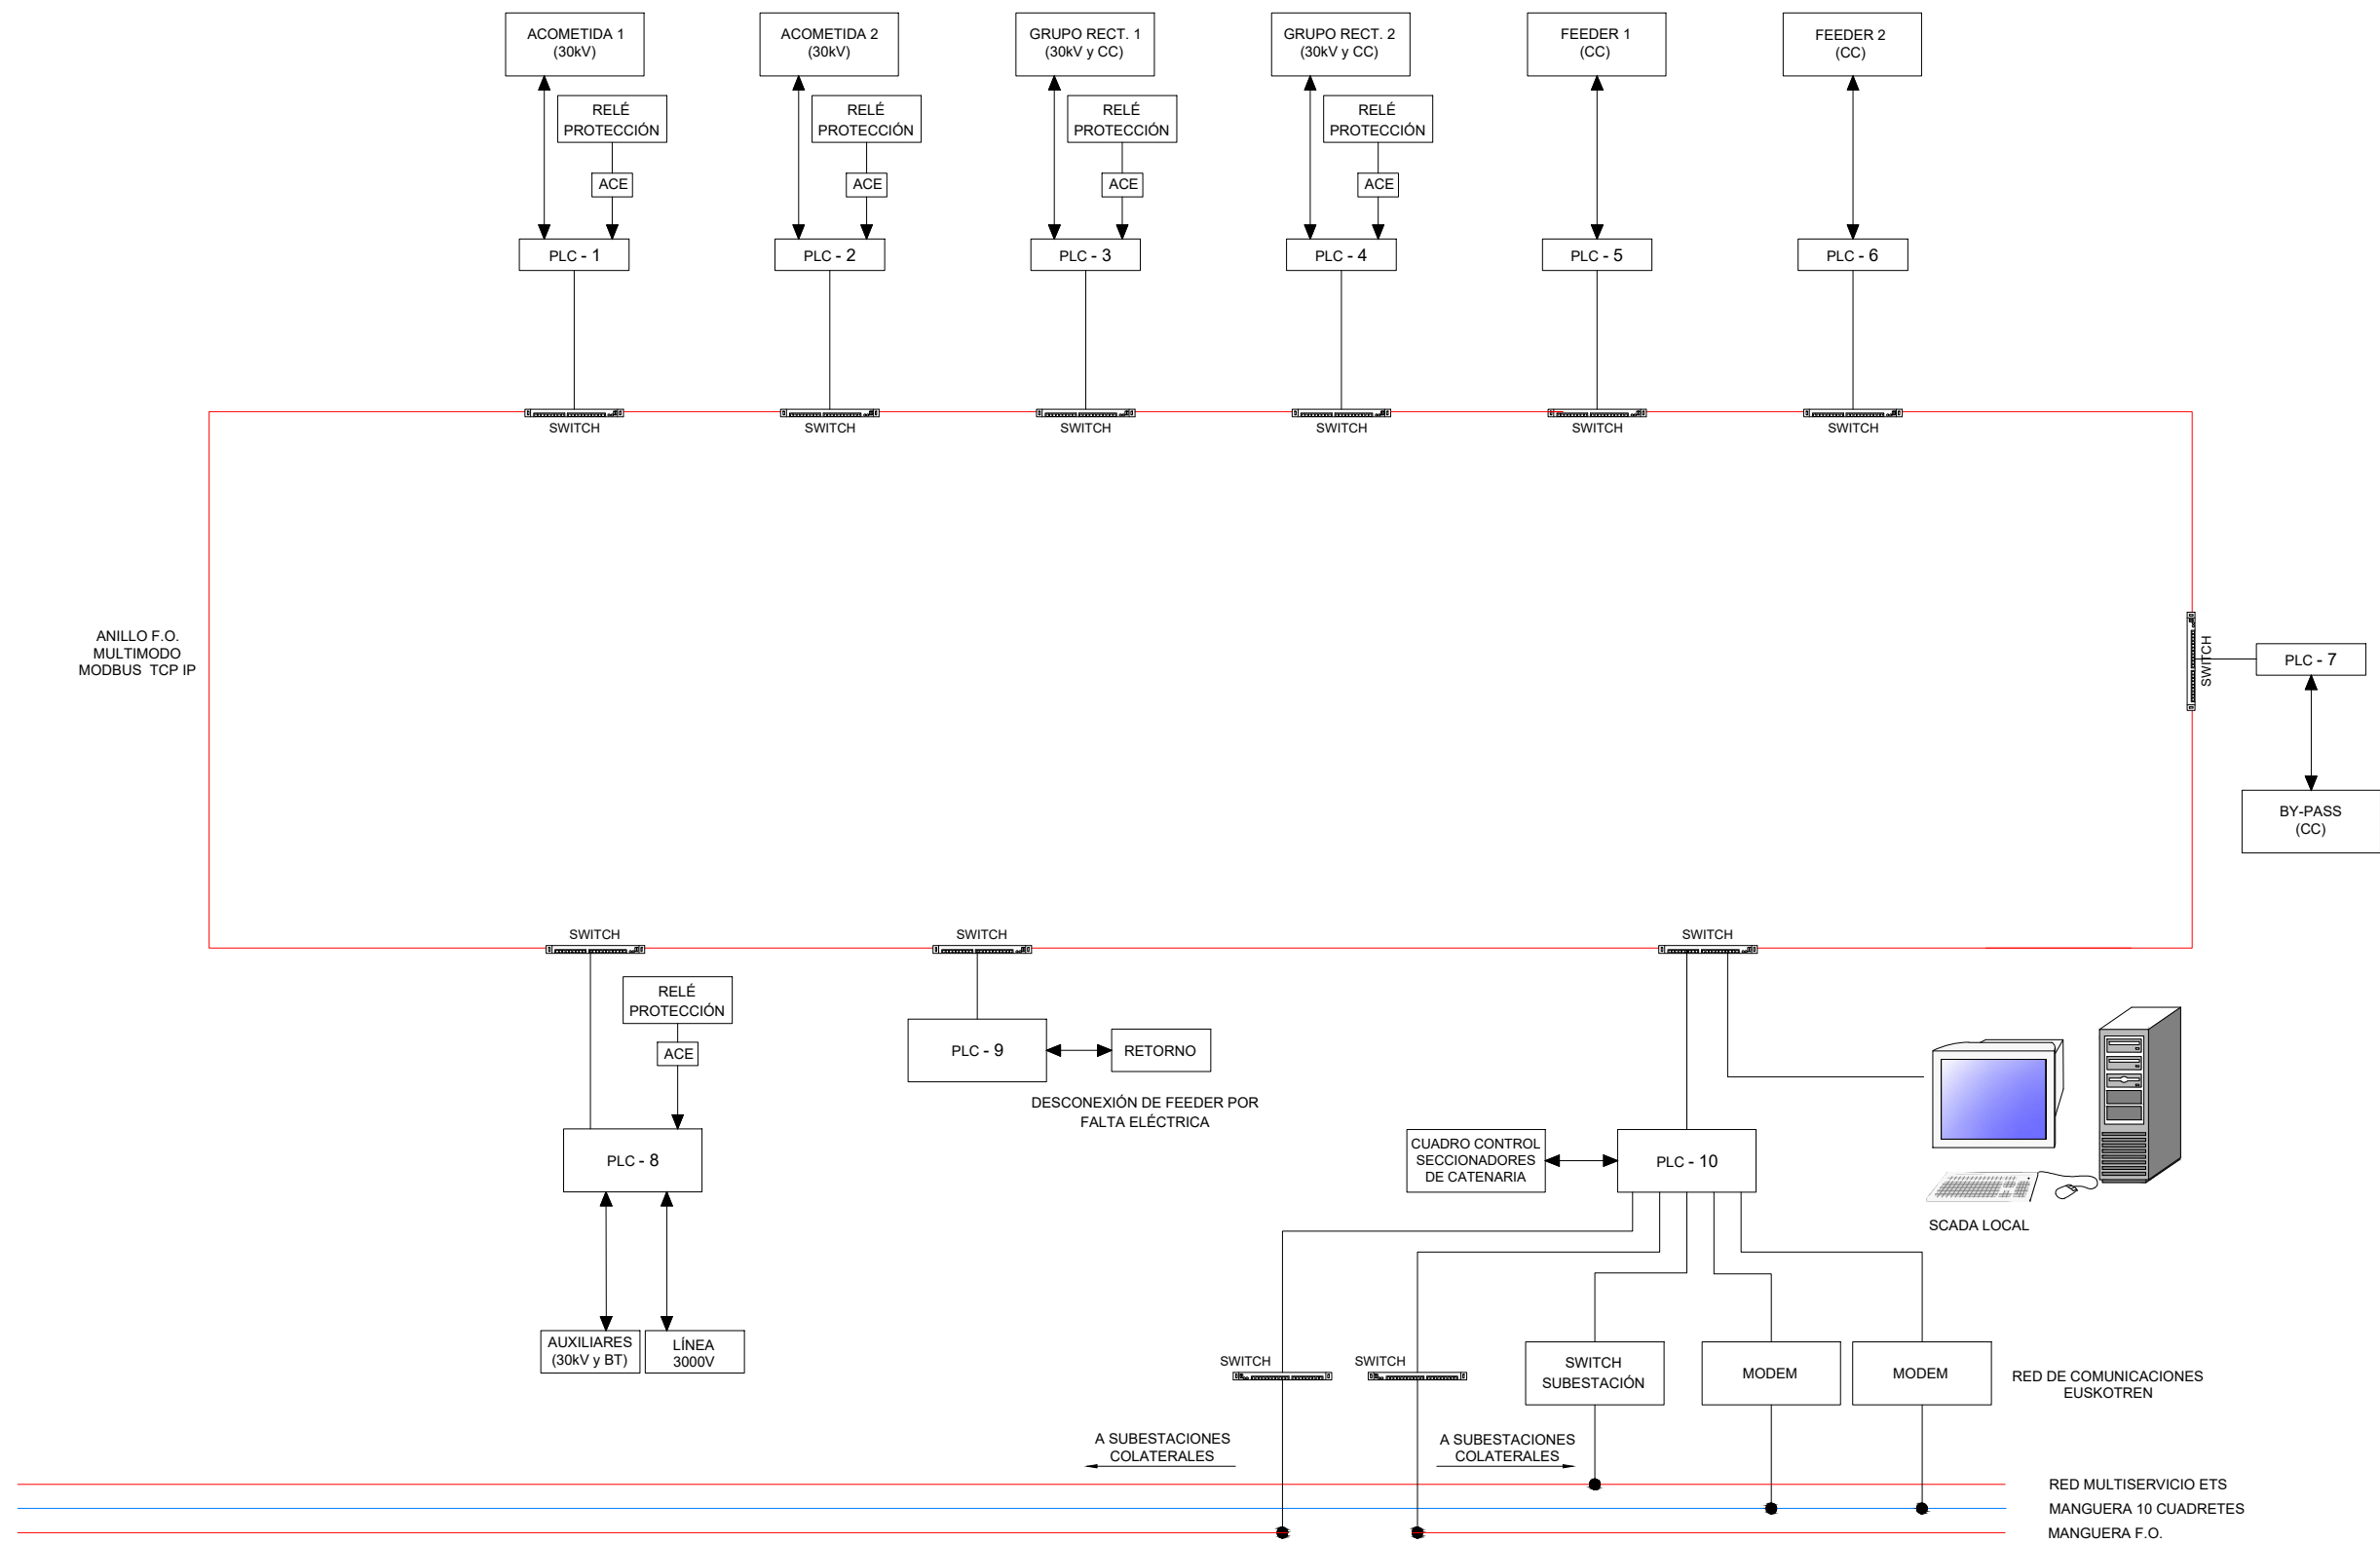 ACOMETIDA 1
(30kV)
ACOMETIDA 2
(30kV)
GRUPO RECT. 1
(30kV y CC)
GRUPO RECT. 2
(30kV y CC)
FEEDER 1
(CC)
FEEDER 2
(CC)
RELÉ
PROTECCIÓN
RELÉ
PROTECCIÓN
RELÉ
PROTECCIÓN
RELÉ
PROTECCIÓN
ACE
ACE
ACE
ACE
PLC - 1
PLC - 2
PLC - 3
PLC - 4
PLC - 5
PLC - 6
SWITCH
SWITCH
SWITCH
SWITCH
SWITCH
SWITCH
ANILLO F.O.
MULTIMODO
MODBUS TCP IP
SWITCH
PLC - 7
BY-PASS
(CC)
SWITCH
SWITCH
SWITCH
RELÉ
PROTECCIÓN
ACE
PLC - 9
RETORNO
DESCONEXIÓN DE FEEDER POR
FALTA ELÉCTRICA
PLC - 8
CUADRO CONTROL
SECCIONADORES
DE CATENARIA
PLC - 10
SCADA LOCAL
AUXILIARES
(30kV y BT)
LÍNEA
3000V
SWITCH
SWITCH
SWITCH
SUBESTACIÓN
MODEM
MODEM
RED DE COMUNICACIONES
EUSKOTREN
A SUBESTACIONES
COLATERALES
A SUBESTACIONES
COLATERALES
RED MULTISERVICIO ETS
MANGUERA 10 CUADRETES
MANGUERA F.O.